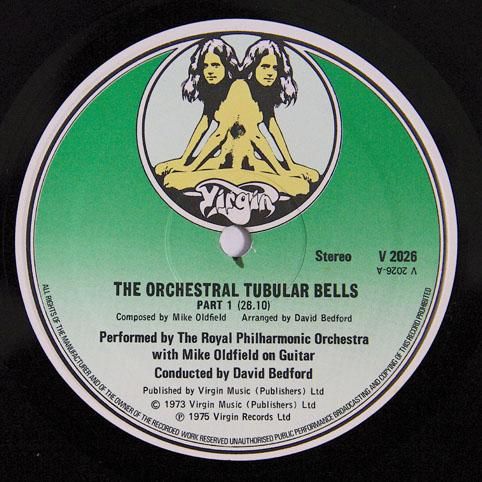 Virgin
Stereo V 2026
V 2026-A
THE ORCHESTRAL TUBULAR BELLS
PART 1 (26.10)
Composed by Mike Oldfield Arranged by David Bedford
Performed by The Royal Philharmonic Orchestra
with Mike Oldfield on Guitar
Conducted by David Bedford
Published by Virgin Music (Publishers) Ltd
© 1973 Virgin Music (Publishers) Ltd
℗ 1975 Virgin Records Ltd
ALL RIGHTS OF THE MANUFACTURER AND OF THE OWNER OF THE RECORDED WORK RESERVED UNAUTHORISED PUBLIC PERFORMANCE BROADCASTING AND COPYING OF THIS RECORD PROHIBITED